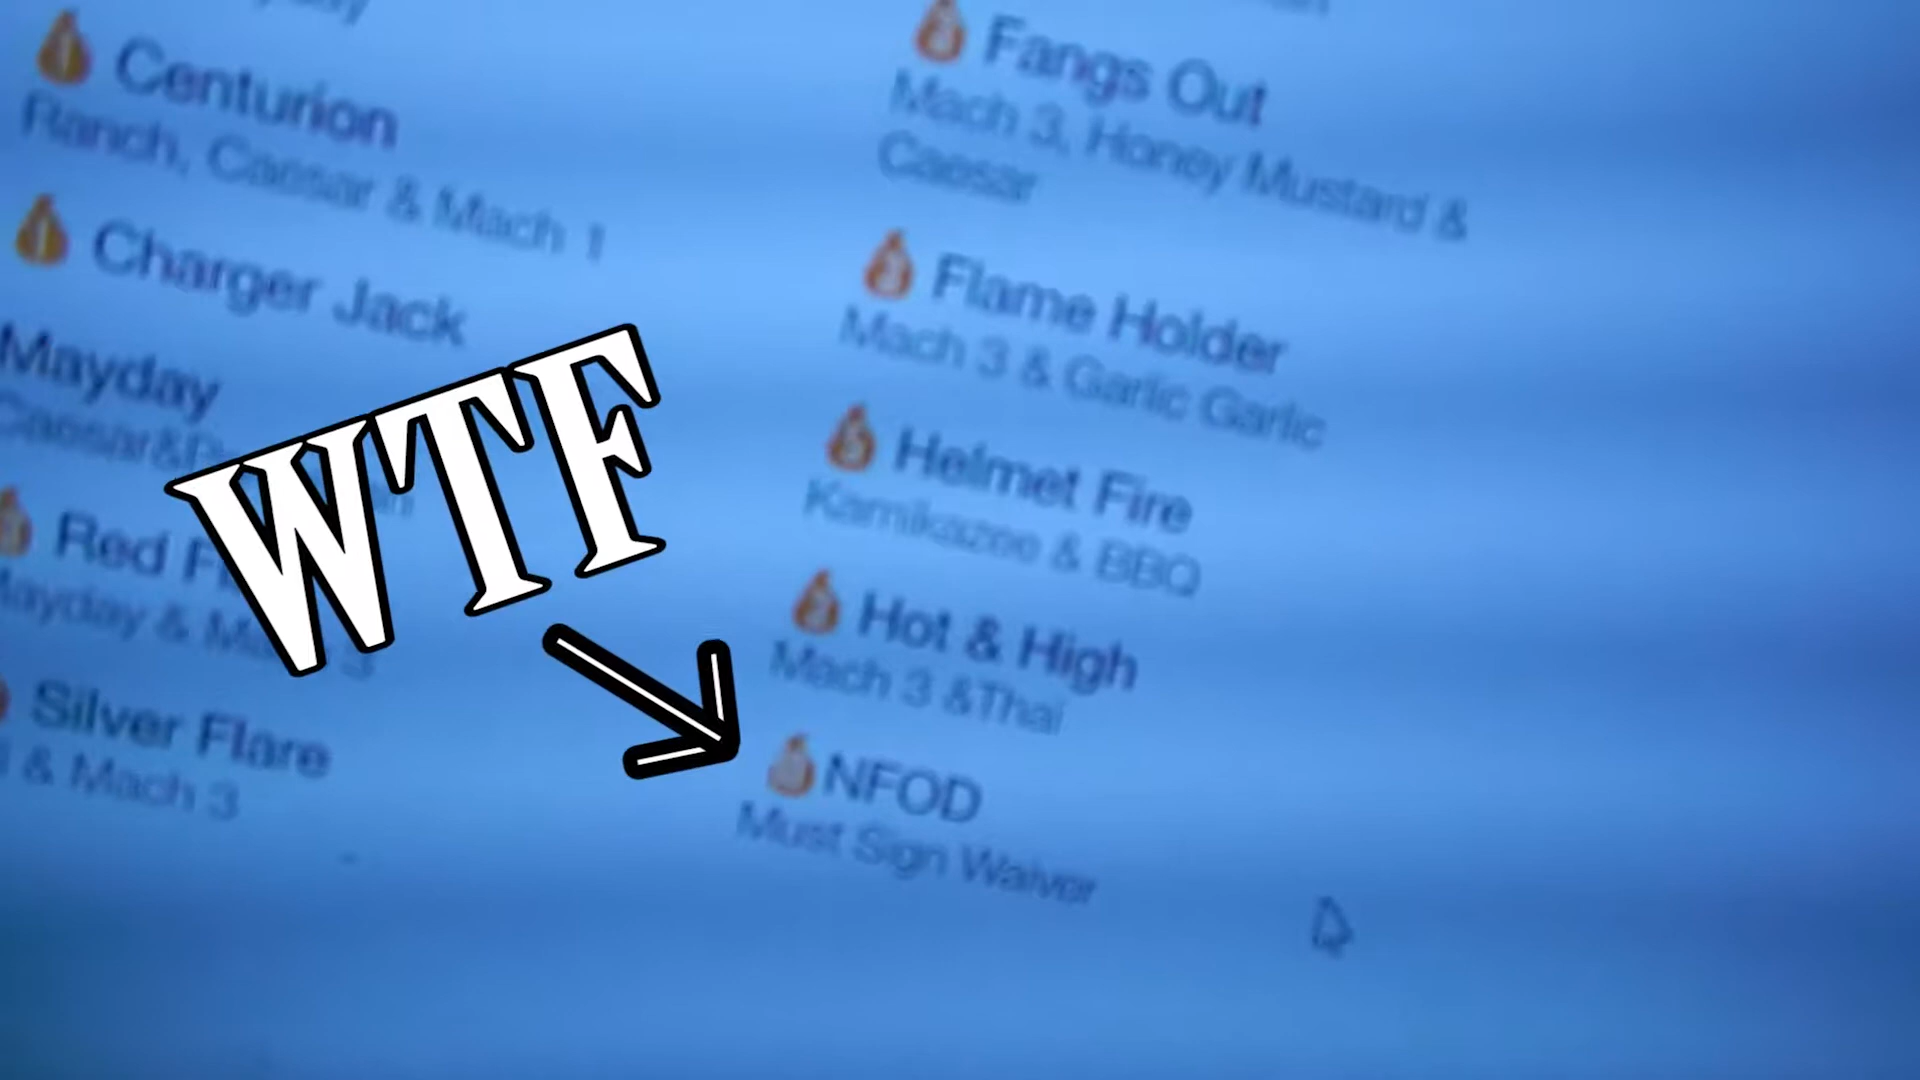 Centurion
Ranch, Caesar & Mach 1
Charger Jack
Mayday
Red
Mayday &
3
Silver Flare
& Mach 3
WTF
Fangs Out
Mach 3, Honey Mustard &
Caesar
Flame Holder
Mach 3 & Garlic Garlic
Helmet Fire
Kamikazee & BBQ
Hot & High
Mach 3 &Thai
NFOD
Must Sign Waiver